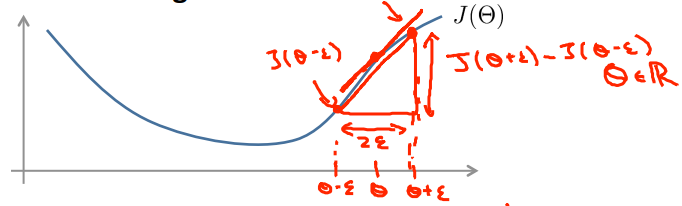 J(Θ)
J(θ-ε)
J(θ+ε) - J(θ-ε)
θ ∈ ℝ
2ε
θ-ε θ θ+ε